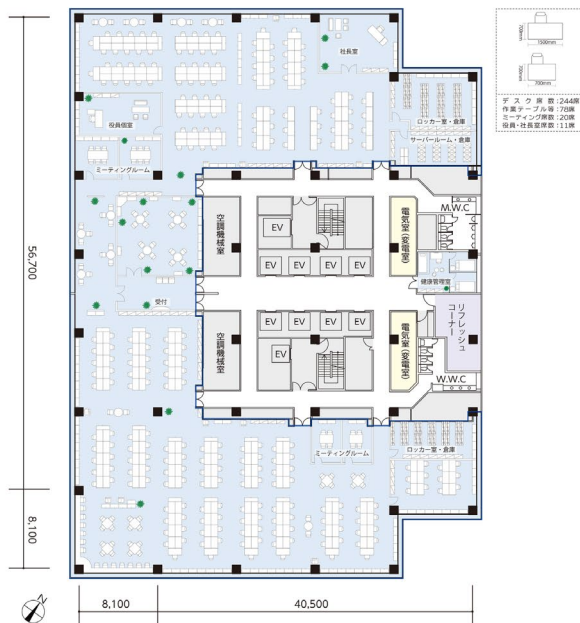 社長室
役員個室
ミーティングルーム
ロッカー室・倉庫
サーバールーム・倉庫
720mm
1500mm
700mm
700mm
デスク席数:244席
作業テーブル等:78席
ミーティング席数:20席
役員・社長室席数:11席
56,700
空調機械室
EV
EV
EV
EV
EV
電気室(変電室)
M.W.C
健康管理室
受付
空調機械室
EV
EV
EV
EV
EV
電気室(変電室)
リフレッシュコーナー
W.W.C
ミーティングルーム
ロッカー室・倉庫
8,100
N
8,100
40,500